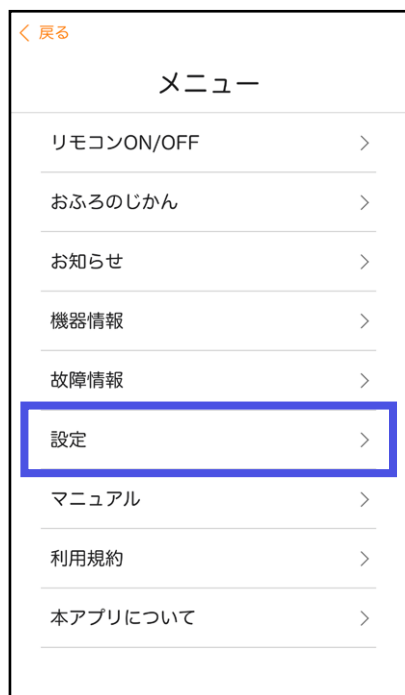 戻る
メニュー
リモコンON/OFF
おふろのじかん
お知らせ
機器情報
故障情報
設定
マニュアル
利用規約
本アプリについて